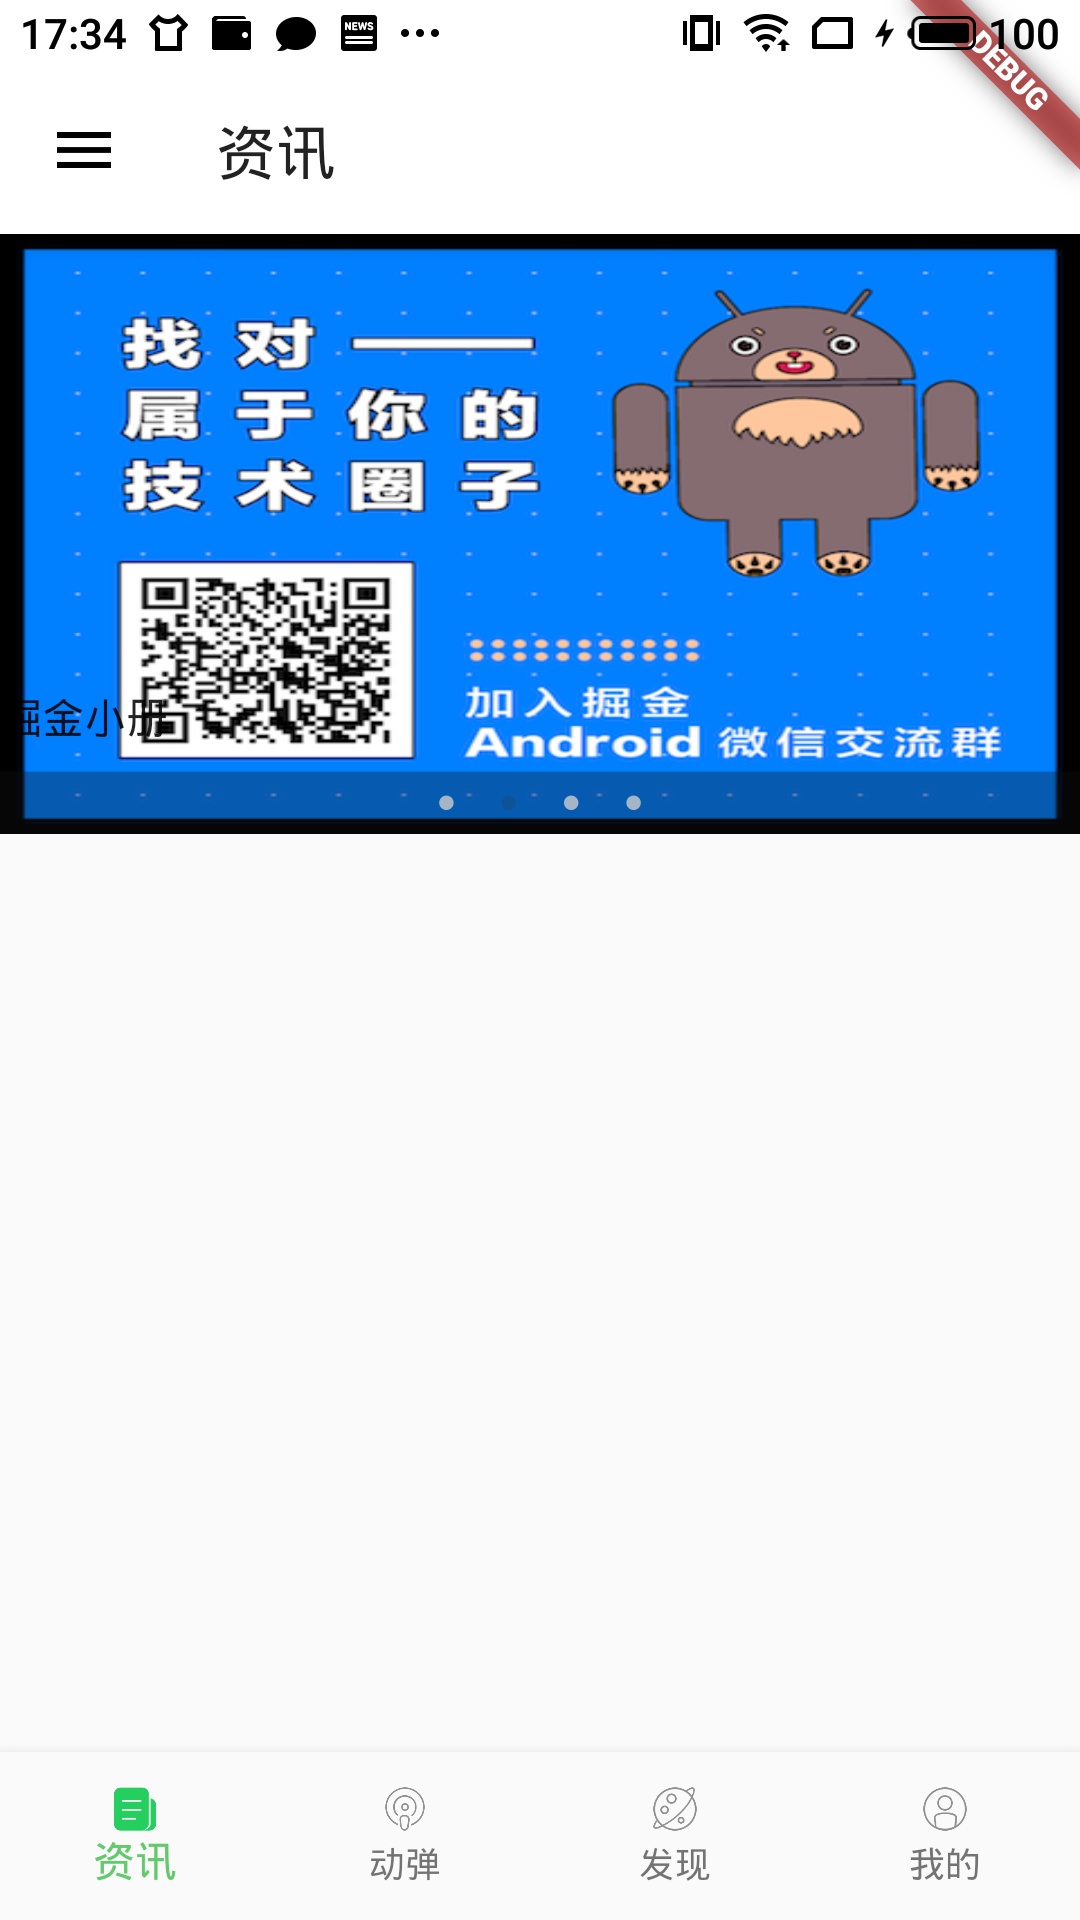 17:34
NEWS
100
DEBUG
资讯
找对——
属于你的
技术圈子
掘金小册
加入掘金
Android 微信交流群
资讯
动弹
发现
我的